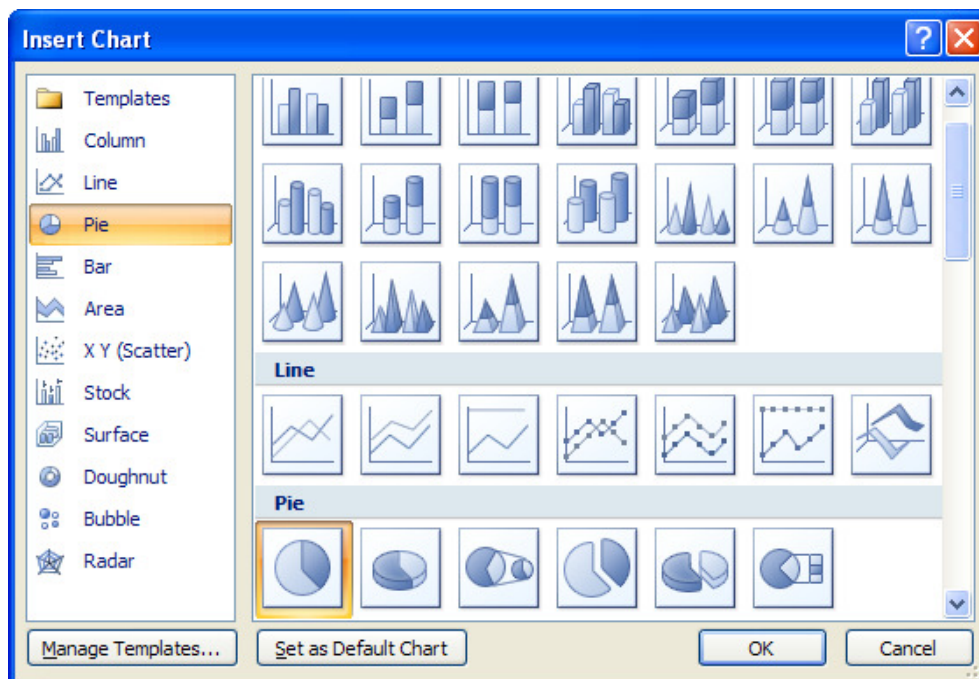 Insert Chart
Templates
Column
Line
Pie
Bar
Area
X Y (Scatter)
Stock
Surface
Doughnut
Bubble
Radar
Line
Pie
Manage Templates...
Set as Default Chart
OK
Cancel